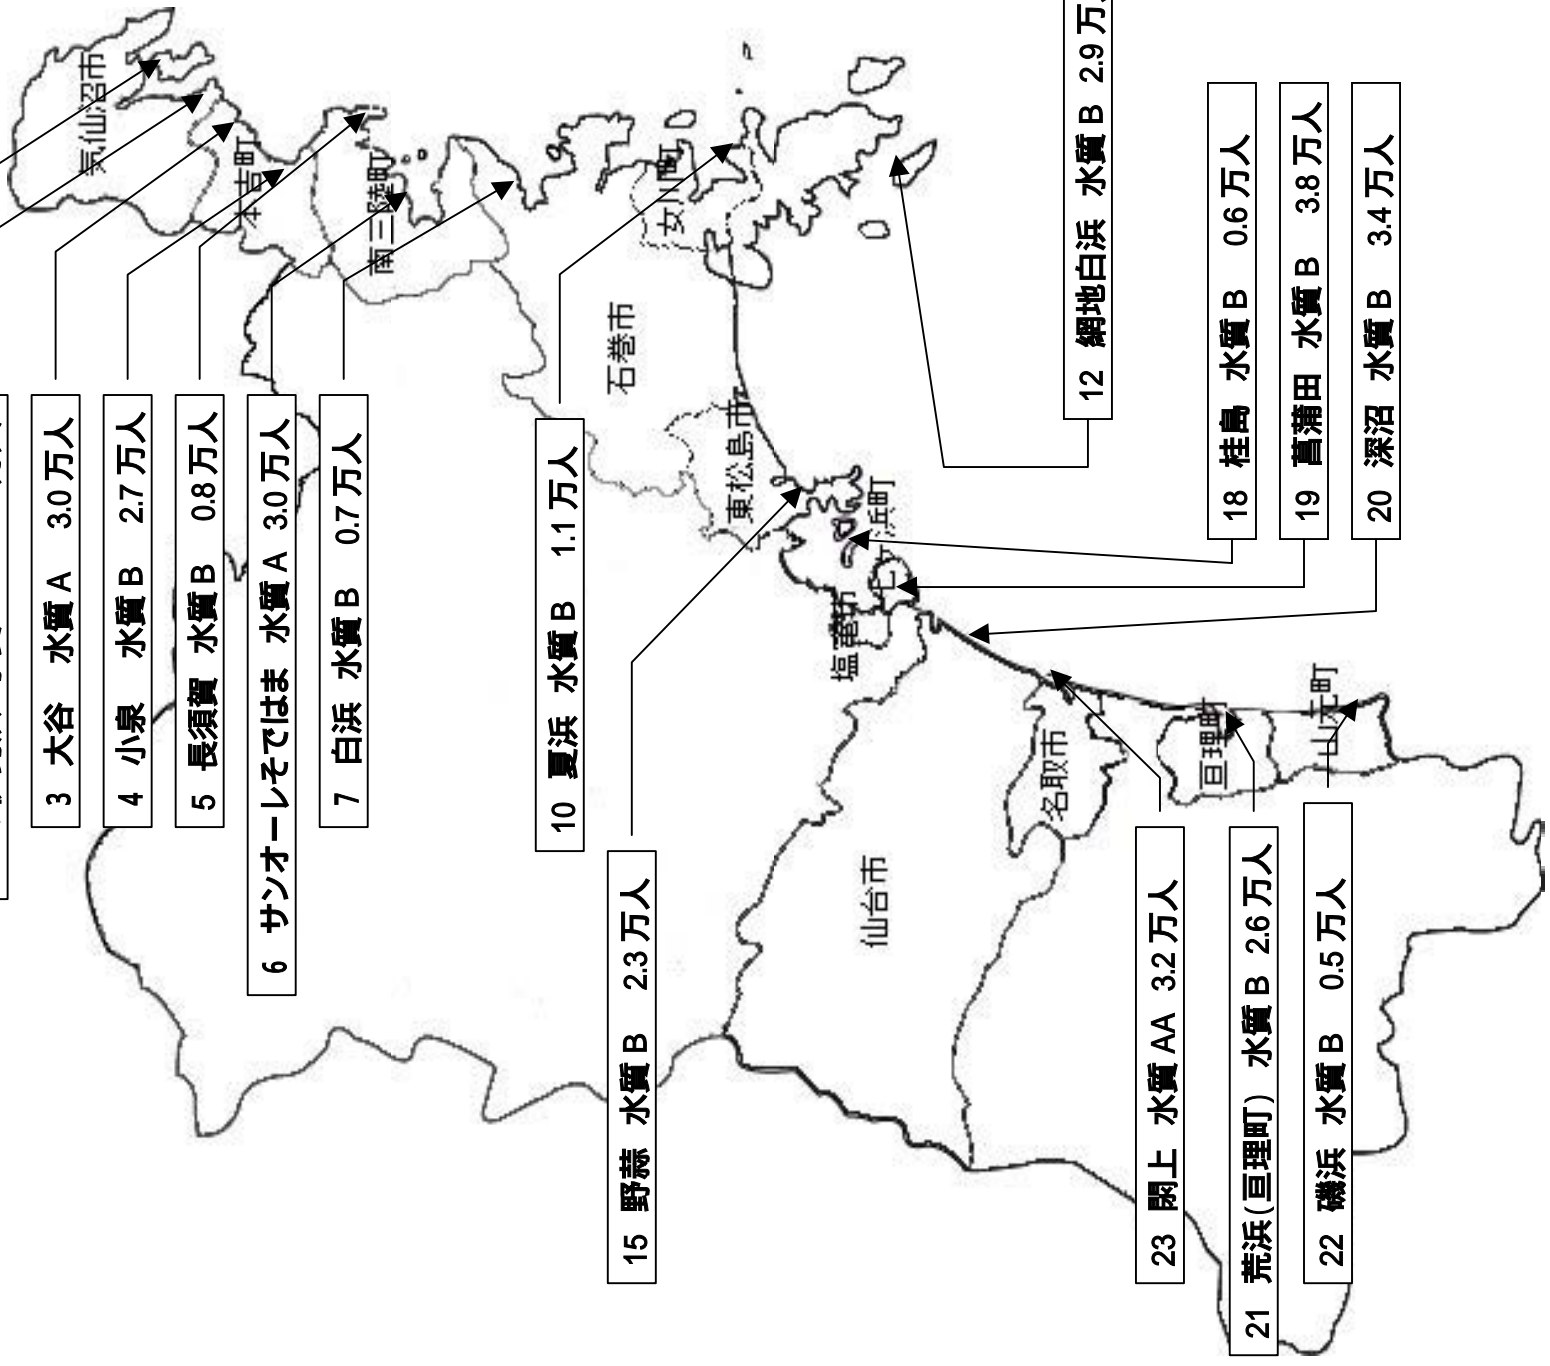 3 大谷 水質A 3.0万人
4 小泉 水質B 2.7万人
5 長須賀 水質B 0.8万人
6 サンオーレそではま 水質A 3.0万人
7 白浜 水質B 0.7万人
10 夏浜 水質B 1.1万人
15 野蒜 水質B 2.3万人
12 網地白浜 水質B 2.9万人
18 桂島 水質B 0.6万人
19 菖蒲田 水質B 3.8万人
20 深沼 水質B 3.4万人
23 閖上 水質AA 3.2万人
21 荒浜(亘理町) 水質B 2.6万人
22 磯浜 水質B 0.5万人
気仙沼市
本吉町
南三陸町
女川町
石巻市
東松島市
七ヶ浜町
塩竈市
仙台市
名取市
亘理町
山元町